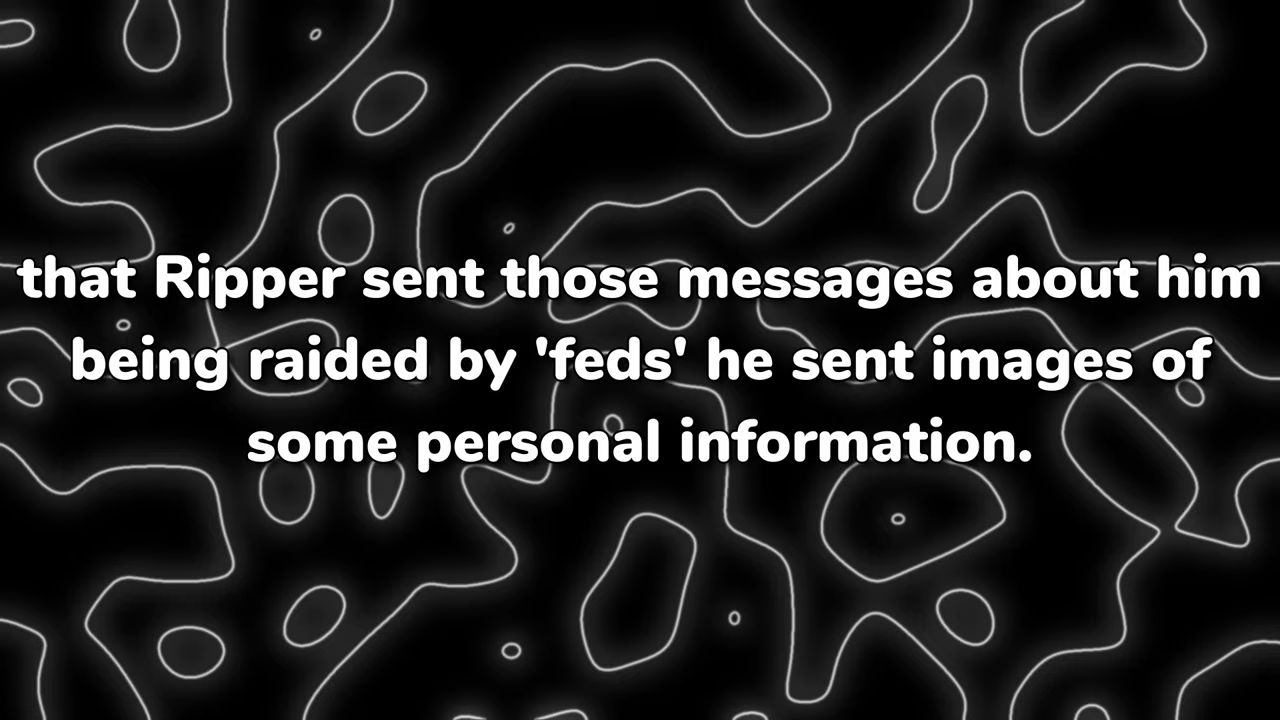 that Ripper sent those messages about him
being raided by 'feds' he sent images of
some personal information.